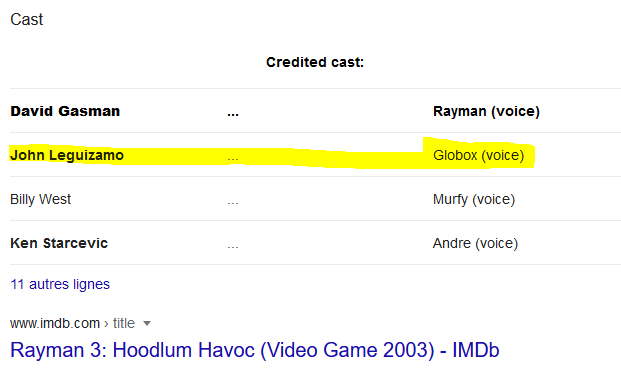 Cast
Credited cast:
David Gasman ... Rayman (voice)
John Leguizamo ... Globox (voice)
Billy West ... Murfy (voice)
Ken Starcevic ... Andre (voice)
11 autres lignes
www.imdb.com › title
Rayman 3: Hoodlum Havoc (Video Game 2003) - IMDb